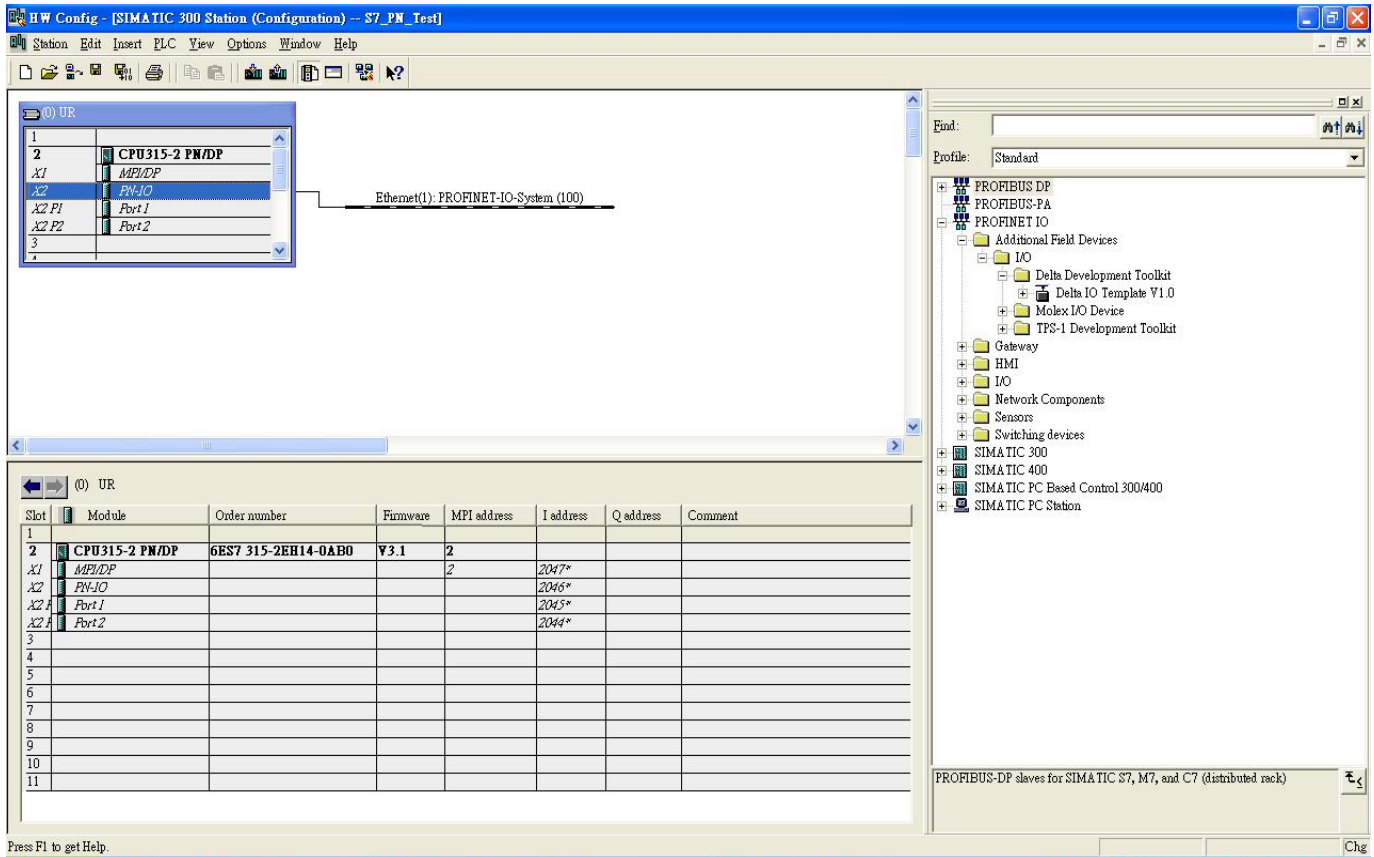 HW Config - [SIMATIC 300 Station (Configuration) -- S7_PN_Test]
Station Edit Insert PLC View Options Window Help
(0) UR
1
2 CPU315-2 PN/DP
X1 MPI/DP
X2 PN-IO
X2 P1 Port 1
X2 P2 Port 2
3
Ethernet(1): PROFINET-IO-System (100)
(0) UR
Slot Module Order number Firmware MPI address I address Q address Comment
1
2 CPU315-2 PN/DP 6ES7 315-2EH14-0AB0 V3.1 2
X1 MPI/DP 2 2047*
X2 PN-IO 2046*
X2 P Port 1 2045*
X2 P Port 2 2044*
3
4
5
6
7
8
9
10
11
Find:
Profile: Standard
PROFIBUS DP
PROFIBUS-PA
PROFINET IO
Additional Field Devices
I/O
Delta Development Toolkit
Delta IO Template V1.0
Molex I/O Device
TPS-1 Development Toolkit
Gateway
HMI
I/O
Network Components
Sensors
Switching devices
SIMATIC 300
SIMATIC 400
SIMATIC PC Based Control 300/400
SIMATIC PC Station
PROFIBUS-DP slaves for SIMATIC S7, M7, and C7 (distributed rack)
Press F1 to get Help.
Chg